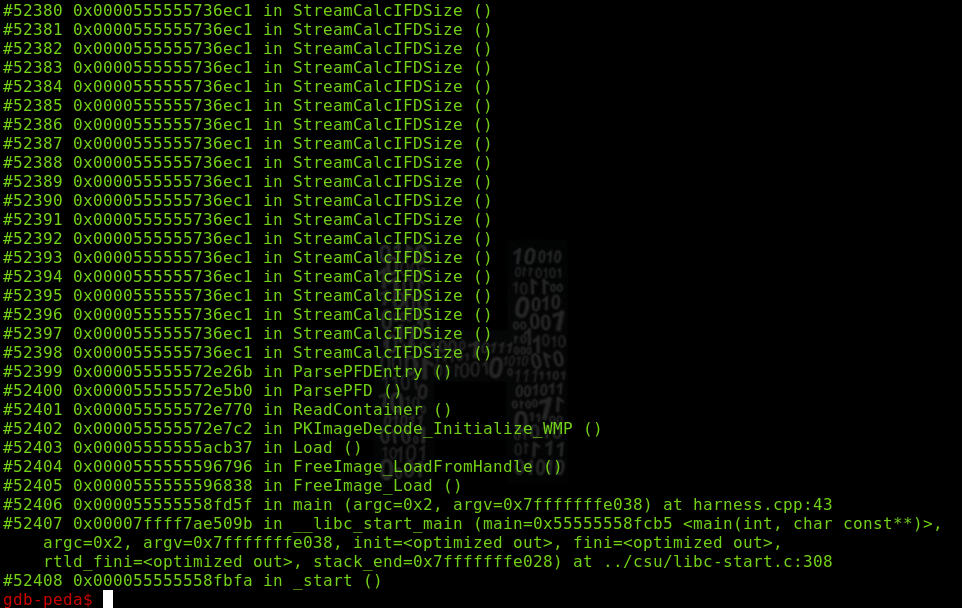 #52380 0x0000555555736ec1 in StreamCalcIFDSize ()
#52381 0x0000555555736ec1 in StreamCalcIFDSize ()
#52382 0x0000555555736ec1 in StreamCalcIFDSize ()
#52383 0x0000555555736ec1 in StreamCalcIFDSize ()
#52384 0x0000555555736ec1 in StreamCalcIFDSize ()
#52385 0x0000555555736ec1 in StreamCalcIFDSize ()
#52386 0x0000555555736ec1 in StreamCalcIFDSize ()
#52387 0x0000555555736ec1 in StreamCalcIFDSize ()
#52388 0x0000555555736ec1 in StreamCalcIFDSize ()
#52389 0x0000555555736ec1 in StreamCalcIFDSize ()
#52390 0x0000555555736ec1 in StreamCalcIFDSize ()
#52391 0x0000555555736ec1 in StreamCalcIFDSize ()
#52392 0x0000555555736ec1 in StreamCalcIFDSize ()
#52393 0x0000555555736ec1 in StreamCalcIFDSize ()
#52394 0x0000555555736ec1 in StreamCalcIFDSize ()
#52395 0x0000555555736ec1 in StreamCalcIFDSize ()
#52396 0x0000555555736ec1 in StreamCalcIFDSize ()
#52397 0x0000555555736ec1 in StreamCalcIFDSize ()
#52398 0x0000555555736ec1 in StreamCalcIFDSize ()
#52399 0x000055555572e26b in ParsePFDEntry ()
#52400 0x000055555572e5b0 in ParsePFD ()
#52401 0x000055555572e770 in ReadContainer ()
#52402 0x000055555572e7c2 in PKImageDecode_Initialize_WMP ()
#52403 0x00005555555acb37 in Load ()
#52404 0x0000555555596796 in FreeImage_LoadFromHandle ()
#52405 0x0000555555596838 in FreeImage_Load ()
#52406 0x000055555558fd5f in main (argc=0x2, argv=0x7fffffffe038) at harness.cpp:43
#52407 0x00007ffff7ae509b in __libc_start_main (main=0x55555558fcb5 <main(int, char const**)>,
argc=0x2, argv=0x7fffffffe038, init=<optimized out>, fini=<optimized out>,
rtld_fini=<optimized out>, stack_end=0x7fffffffe028) at ../csu/libc-start.c:308
#52408 0x000055555558fbfa in _start ()
gdb-peda$